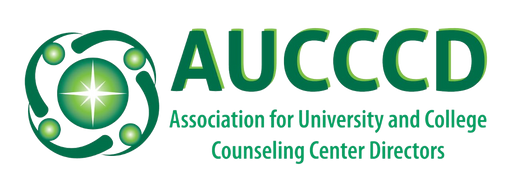 AUCCCD
Association for University and College
Counseling Center Directors